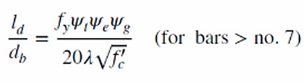 l_d / d_b = f_y ψ_t ψ_e ψ_g / 20λ√f'_c (for bars > no. 7)